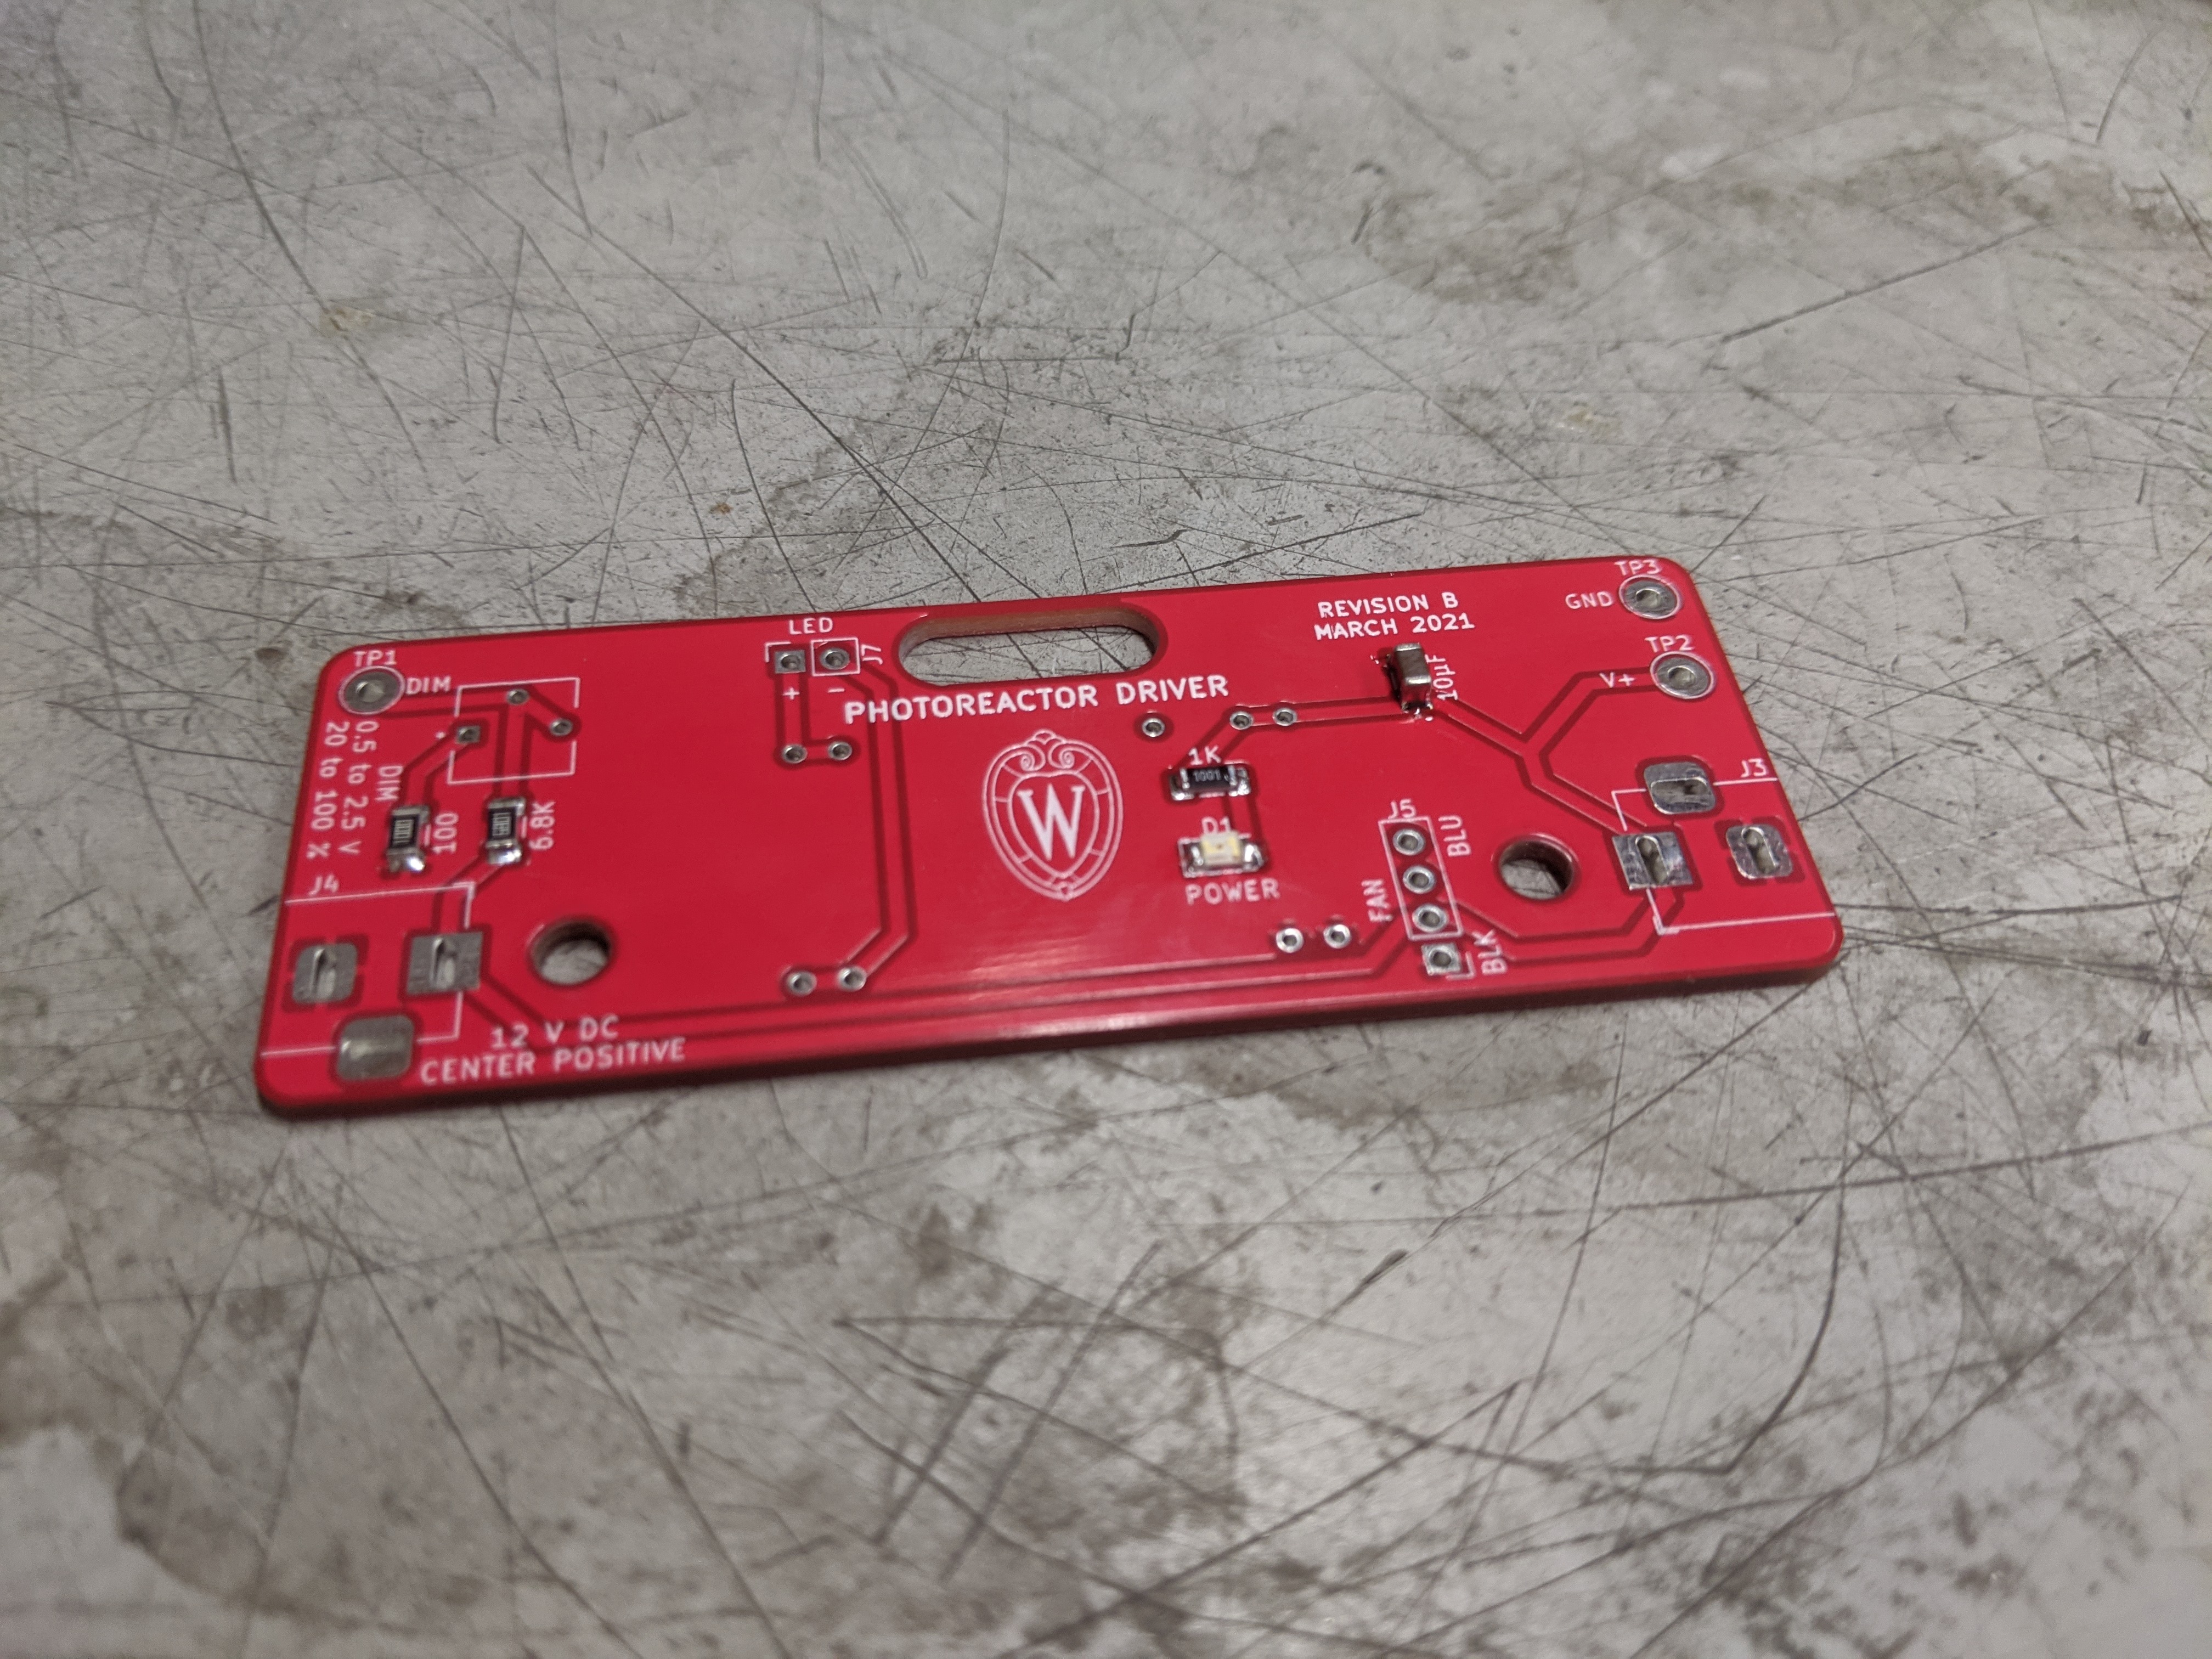 REVISION B
MARCH 2021
TP3
GND
TP2
V+
10µF
LED
J7
+ −
TP1
DIM
0.5 to 2.5 V
20 to 100 %
DIM
100
6.8K
PHOTOREACTOR DRIVER
W
1K
1001
D1
POWER
J5
BLU
FAN
BLK
J3
J4
12 V DC
CENTER POSITIVE